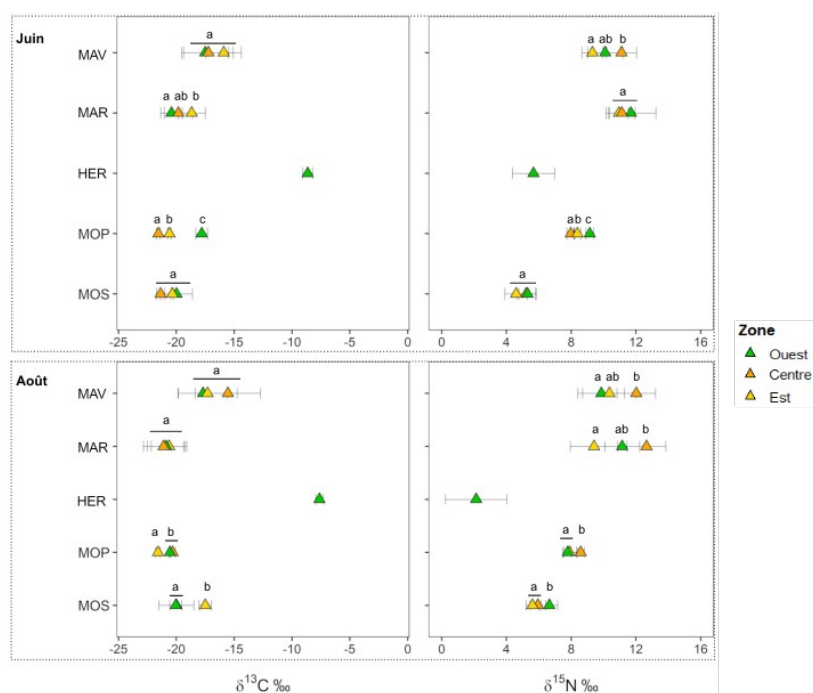 Juin
a
a ab b
MAV
a ab b
a
MAR
HER
a b c
ab c
MOP
a
a
MOS
-25 -20 -15 -10 -5 0
4 8 12 16
Zone
Ouest
Centre
Est
Août
a
a ab b
MAV
a
a ab b
MAR
HER
a b
a b
MOP
a b
a b
MOS
-25 -20 -15 -10 -5 0
0 4 8 12 16
δ13C ‰
δ15N ‰